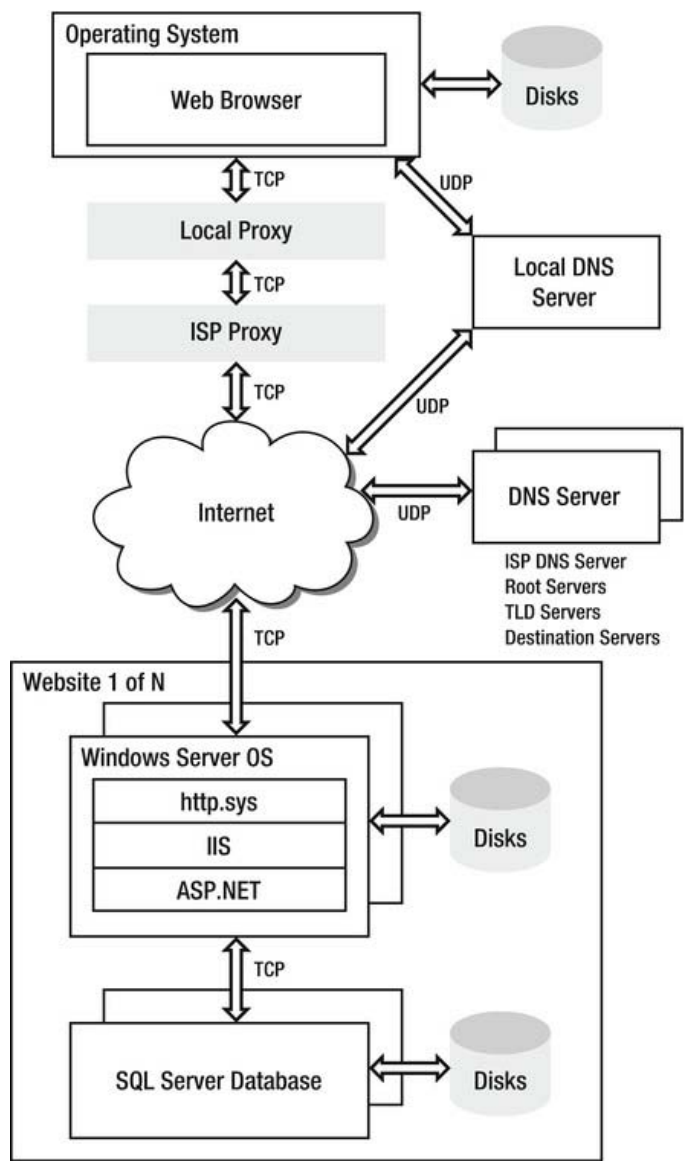 Operating System
Web Browser
Disks
TCP
UDP
Local Proxy
TCP
Local DNS
Server
ISP Proxy
TCP
UDP
Internet
DNS Server
UDP
ISP DNS Server
Root Servers
TLD Servers
Destination Servers
TCP
Website 1 of N
Windows Server OS
http.sys
IIS
ASP.NET
Disks
TCP
SQL Server Database
Disks